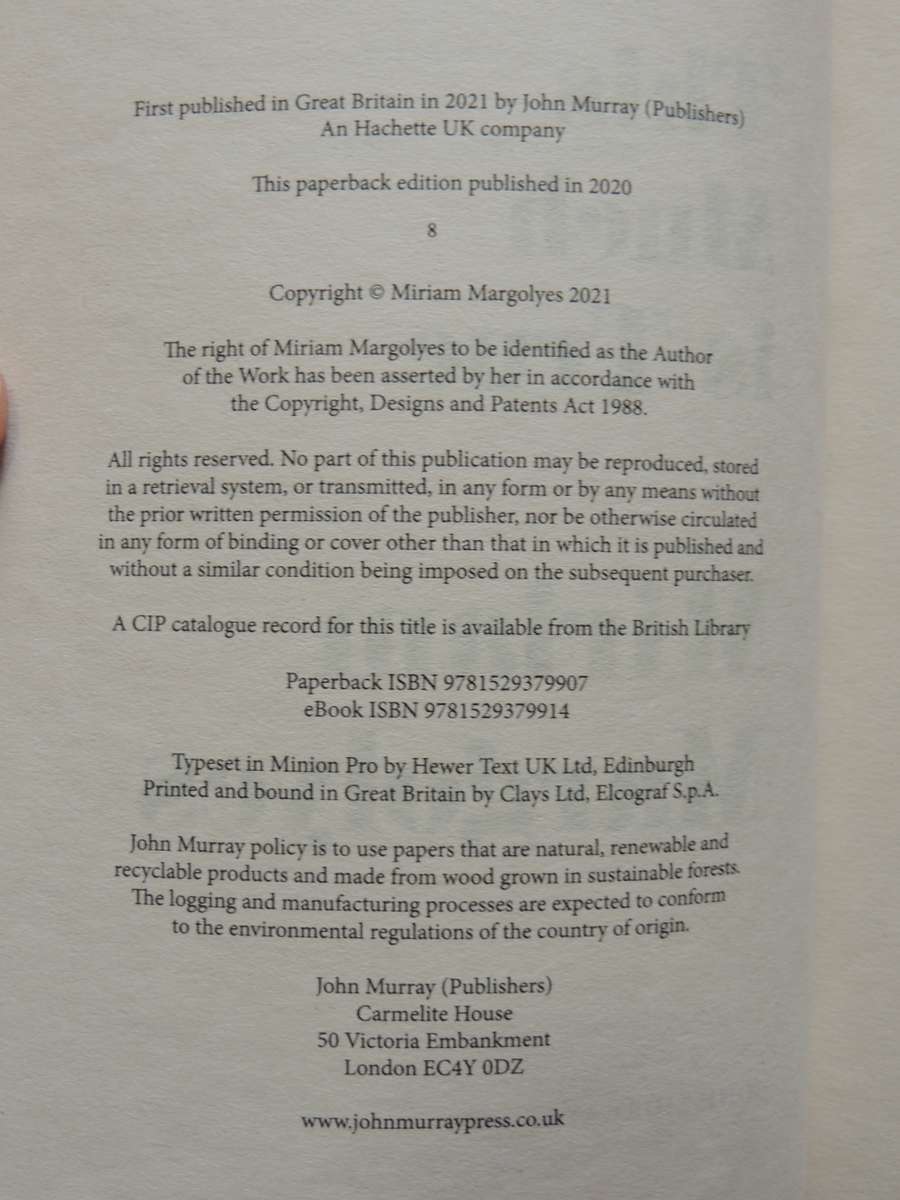 First published in Great Britain in 2021 by John Murray (Publishers)
An Hachette UK company
This paperback edition published in 2020
8
Copyright © Miriam Margolyes 2021
The right of Miriam Margolyes to be identified as the Author
of the Work has been asserted by her in accordance with
the Copyright, Designs and Patents Act 1988.
All rights reserved. No part of this publication may be reproduced, stored
in a retrieval system, or transmitted, in any form or by any means without
the prior written permission of the publisher, nor be otherwise circulated
in any form of binding or cover other than that in which it is published and
without a similar condition being imposed on the subsequent purchaser.
A CIP catalogue record for this title is available from the British Library
Paperback ISBN 9781529379907
eBook ISBN 9781529379914
Typeset in Minion Pro by Hewer Text UK Ltd, Edinburgh
Printed and bound in Great Britain by Clays Ltd, Elcograf S.p.A.
John Murray policy is to use papers that are natural, renewable and
recyclable products and made from wood grown in sustainable forests.
The logging and manufacturing processes are expected to conform
to the environmental regulations of the country of origin.
John Murray (Publishers)
Carmelite House
50 Victoria Embankment
London EC4Y 0DZ
www.johnmurraypress.co.uk